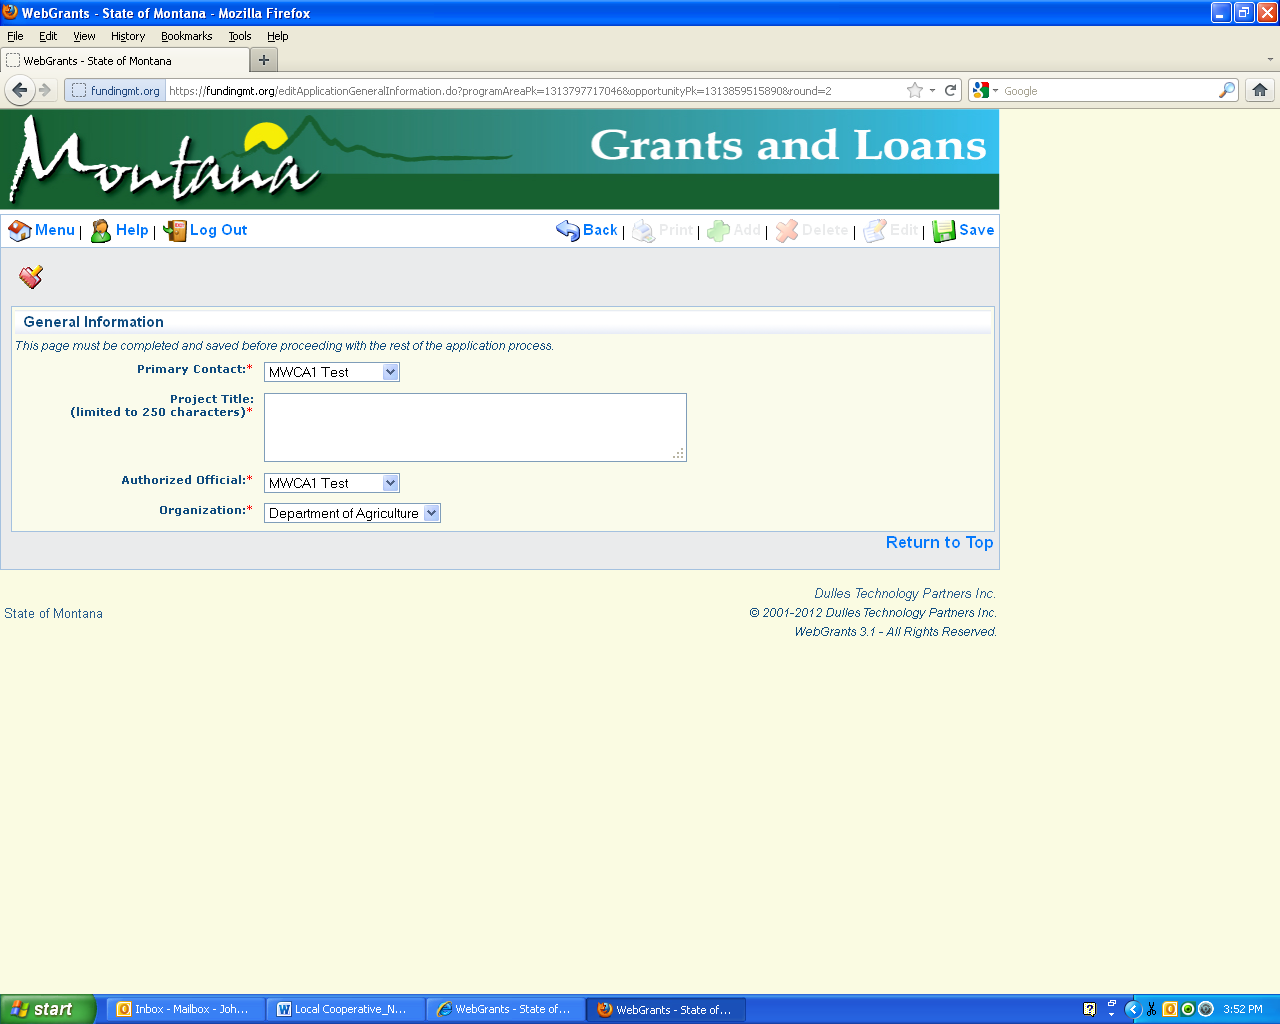 WebGrants - State of Montana - Mozilla Firefox
File Edit View History Bookmarks Tools Help
WebGrants - State of Montana
fundingmt.org https://fundingmt.org/editApplicationGeneralInformation.do?programAreaPk=1313797717046&opportunityPk=1313859515890&round=2 Google
Montana Grants and Loans
Menu | Help | Log Out Back | Print | Add | Delete | Edit | Save
General Information
This page must be completed and saved before proceeding with the rest of the application process.
Primary Contact:* MWCA1 Test
Project Title:
(limited to 250 characters)*
Authorized Official:* MWCA1 Test
Organization:* Department of Agriculture
Return to Top
Dulles Technology Partners Inc.
State of Montana © 2001-2012 Dulles Technology Partners Inc.
WebGrants 3.1 - All Rights Reserved.
start Inbox - Mailbox - Joh... Local Cooperative_N... WebGrants - State of... WebGrants - State of... 3:52 PM